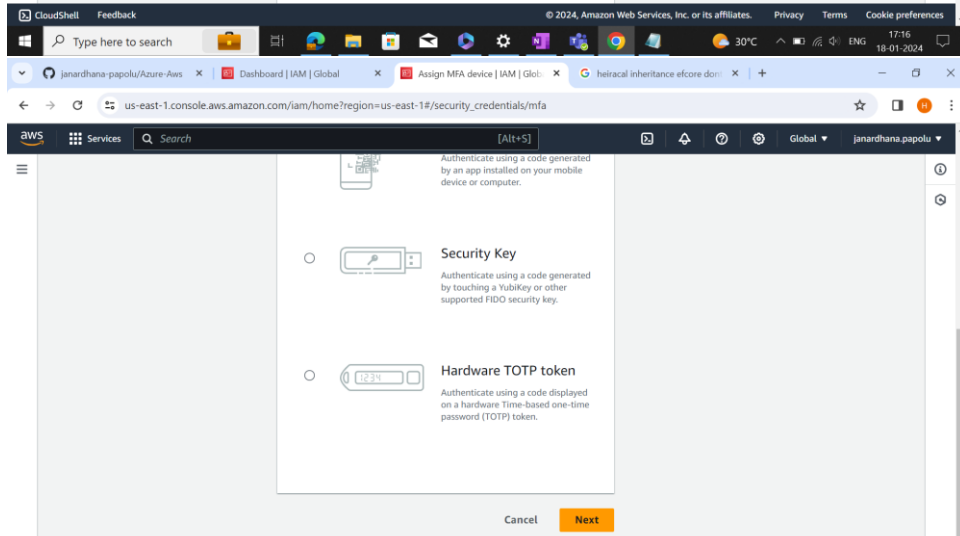 CloudShell Feedback © 2024, Amazon Web Services, Inc. or its affiliates. Privacy Terms Cookie preferences
Type here to search 30°C ENG 17:16
18-01-2024
janardhana-papolu/Azure-Aws Dashboard | IAM | Global Assign MFA device | IAM | Glob heiracal inheritance efcore dont
us-east-1.console.aws.amazon.com/iam/home?region=us-east-1#/security_credentials/mfa H
aws Services Search [Alt+S] Global janardhana.papolu
Authenticate using a code generated
by an app installed on your mobile
device or computer.
Security Key
Authenticate using a code generated
by touching a YubiKey or other
supported FIDO security key.
1234
Hardware TOTP token
Authenticate using a code displayed
on a hardware Time-based one-time
password (TOTP) token.
Cancel Next